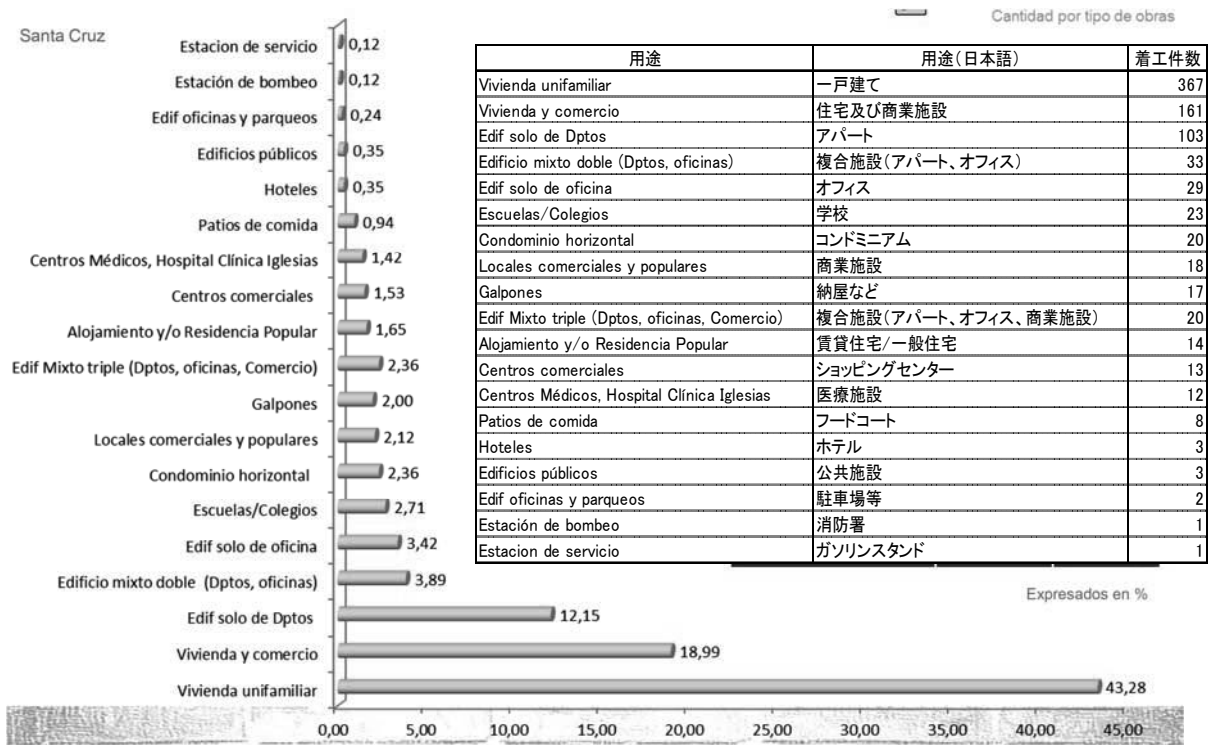 Santa Cruz
Cantidad por tipo de obras
Estacion de servicio 0,12
Estación de bombeo 0,12
Edif oficinas y parqueos 0,24
Edificios públicos 0,35
Hoteles 0,35
Patios de comida 0,94
Centros Médicos, Hospital Clínica Iglesias 1,42
Centros comerciales 1,53
Alojamiento y/o Residencia Popular 1,65
Edif Mixto triple (Dptos, oficinas, Comercio) 2,36
Galpones 2,00
Locales comerciales y populares 2,12
Condominio horizontal 2,36
Escuelas/Colegios 2,71
Edif solo de oficina 3,42
Edificio mixto doble (Dptos, oficinas) 3,89
Edif solo de Dptos 12,15
Vivienda y comercio 18,99
Vivienda unifamiliar 43,28
0,00 5,00 10,00 15,00 20,00 25,00 30,00 35,00 40,00 45,00
用途 用途(日本語) 着工件数
Vivienda unifamiliar 一戸建て 367
Vivienda y comercio 住宅及び商業施設 161
Edif solo de Dptos アパート 103
Edificio mixto doble (Dptos, oficinas) 複合施設(アパート、オフィス) 33
Edif solo de oficina オフィス 29
Escuelas/Colegios 学校 23
Condominio horizontal コンドミニアム 20
Locales comerciales y populares 商業施設 18
Galpones 納屋など 17
Edif Mixto triple (Dptos, oficinas, Comercio) 複合施設(アパート、オフィス、商業施設) 20
Alojamiento y/o Residencia Popular 賃貸住宅/一般住宅 14
Centros comerciales ショッピングセンター 13
Centros Médicos, Hospital Clínica Iglesias 医療施設 12
Patios de comida フードコート 8
Hoteles ホテル 3
Edificios públicos 公共施設 3
Edif oficinas y parqueos 駐車場等 2
Estación de bombeo 消防署 1
Estacion de servicio ガソリンスタンド 1
Expresados en %